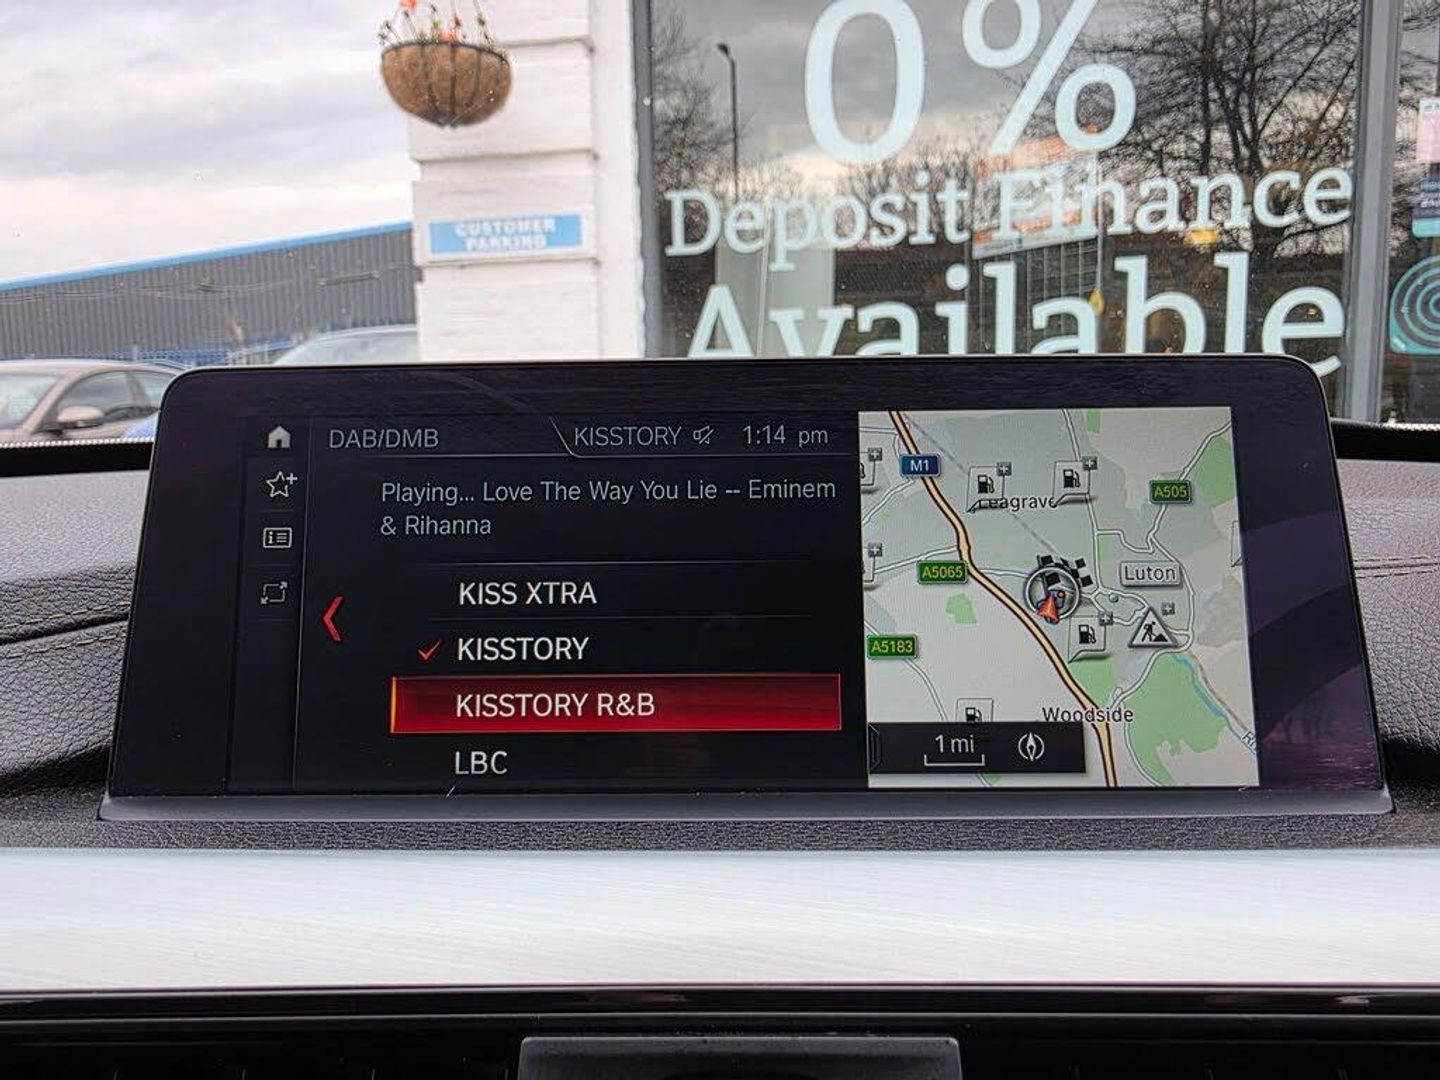 0%
Deposit Finance
Available
CUSTOMER
PARKING
DAB/DMB
KISSTORY
1:14 pm
Playing... Love The Way You Lie -- Eminem
& Rihanna
KISS XTRA
KISSTORY
KISSTORY R&B
LBC
M1
Leagrave
A505
A5065
Luton
A5183
Woodside
1 mi